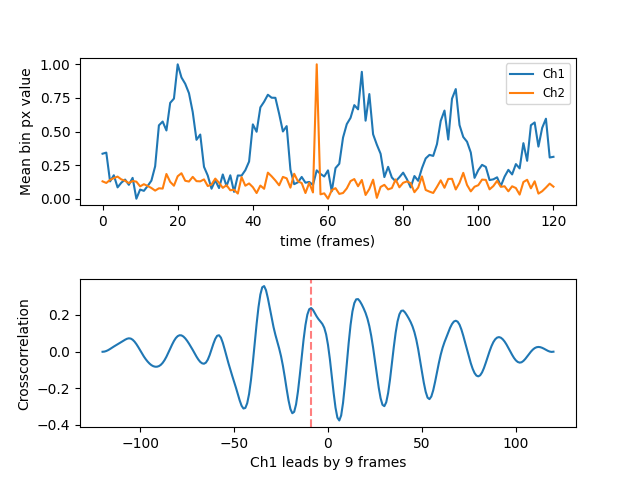 Mean bin px value
1.00
0.75
0.50
0.25
0.00
Ch1
Ch2
0 20 40 60 80 100 120
time (frames)
Crosscorrelation
0.2
0.0
−0.2
−0.4
−100 −50 0 50 100
Ch1 leads by 9 frames